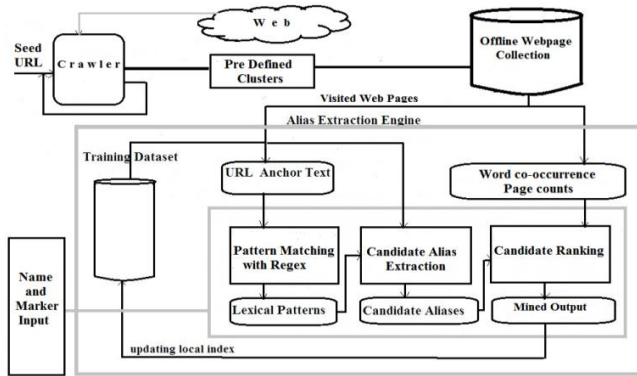 W e b
Seed
URL
Crawler
Pre Defined
Clusters
Offline Webpage
Collection
Visited Web Pages
Alias Extraction Engine
Training Dataset
URL Anchor Text
Word co-occurrence
Page counts
Name
and
Marker
Input
Pattern Matching
with Regex
Candidate Alias
Extraction
Candidate Ranking
Lexical Patterns
Candidate Aliases
Mined Output
updating local index